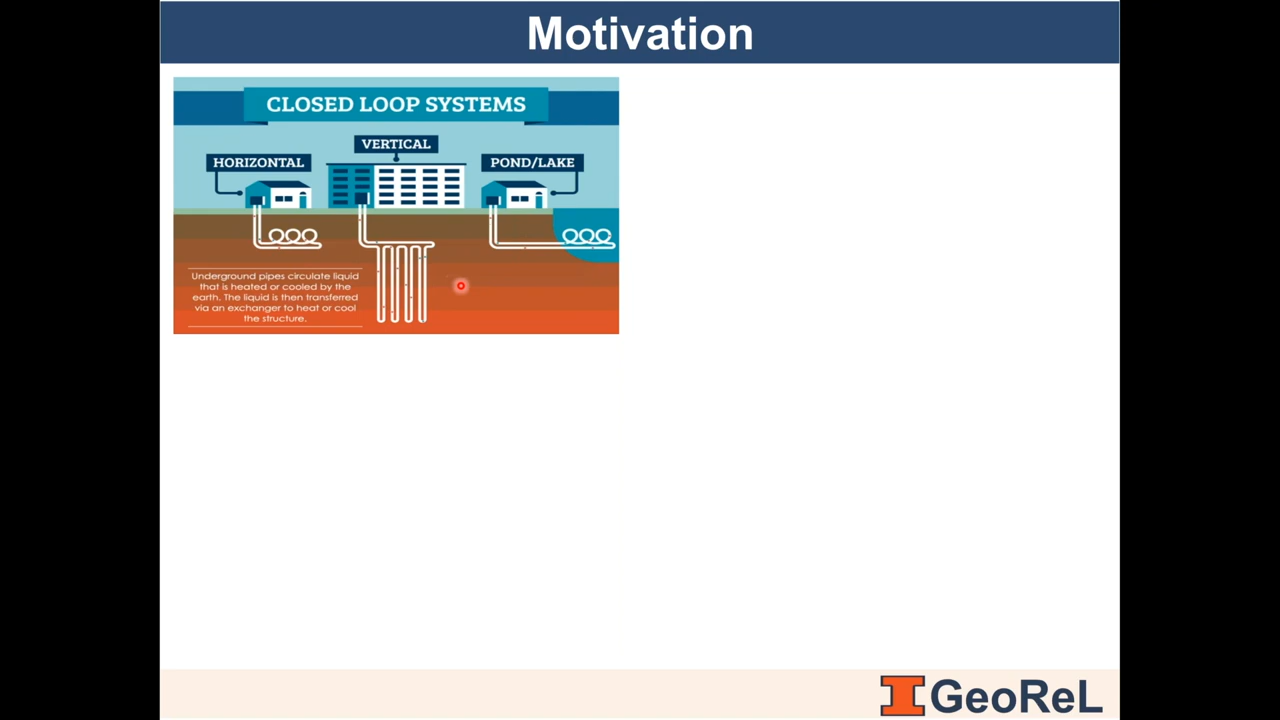 Motivation
CLOSED LOOP SYSTEMS
VERTICAL
HORIZONTAL
POND/LAKE
Underground pipes circulate liquid
that is heated or cooled by the
earth. The liquid is then transferred
via an exchanger to heat or cool
the structure.
I GeoReL